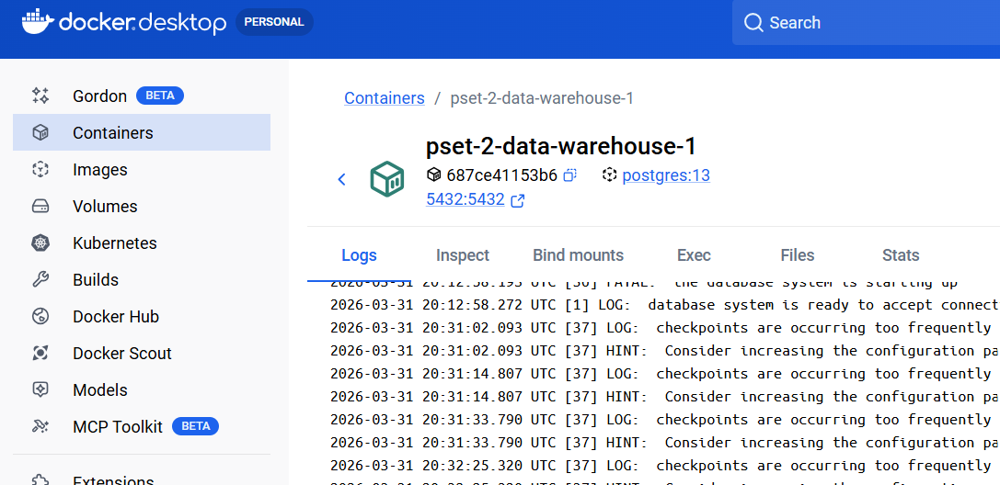 docker.desktop PERSONAL Search
Gordon BETA
Containers
Images
Volumes
Kubernetes
Builds
Docker Hub
Docker Scout
Models
MCP Toolkit BETA
Extensions
Containers / pset-2-data-warehouse-1
pset-2-data-warehouse-1
687ce41153b6 postgres:13
5432:5432
Logs Inspect Bind mounts Exec Files Stats
2026-03-31 20:12:58.195 UTC [36] FATAL: the database system is starting up
2026-03-31 20:12:58.272 UTC [1] LOG: database system is ready to accept connect
2026-03-31 20:31:02.093 UTC [37] LOG: checkpoints are occurring too frequently
2026-03-31 20:31:02.093 UTC [37] HINT: Consider increasing the configuration pa
2026-03-31 20:31:14.807 UTC [37] LOG: checkpoints are occurring too frequently
2026-03-31 20:31:14.807 UTC [37] HINT: Consider increasing the configuration pa
2026-03-31 20:31:33.790 UTC [37] LOG: checkpoints are occurring too frequently
2026-03-31 20:31:33.790 UTC [37] HINT: Consider increasing the configuration pa
2026-03-31 20:32:25.320 UTC [37] LOG: checkpoints are occurring too frequently